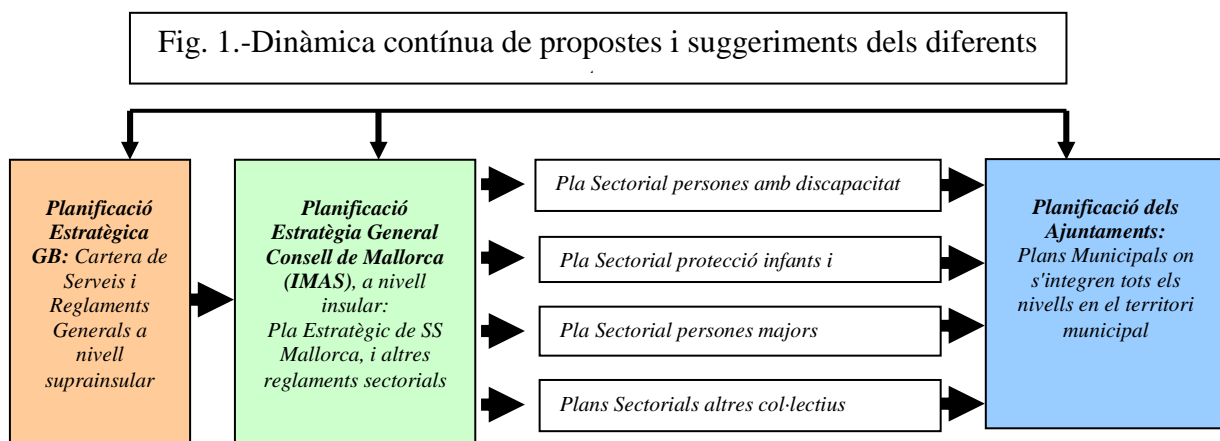 Fig. 1.-Dinàmica contínua de propostes i suggeriments dels diferents
Planificació
Estratègica
GB: Cartera de
Serveis i
Reglaments
Generals a
nivell
suprainsular
Planificació
Estratègia General
Consell de Mallorca
(IMAS), a nivell
insular:
Pla Estratègic de SS
Mallorca, i altres
reglaments sectorials
Pla Sectorial persones amb discapacitat
Pla Sectorial protecció infants i
Pla Sectorial persones majors
Plans Sectorials altres col·lectius
Planificació dels
Ajuntaments:
Plans Municipals on
s'integren tots els
nivells en el territori
municipal